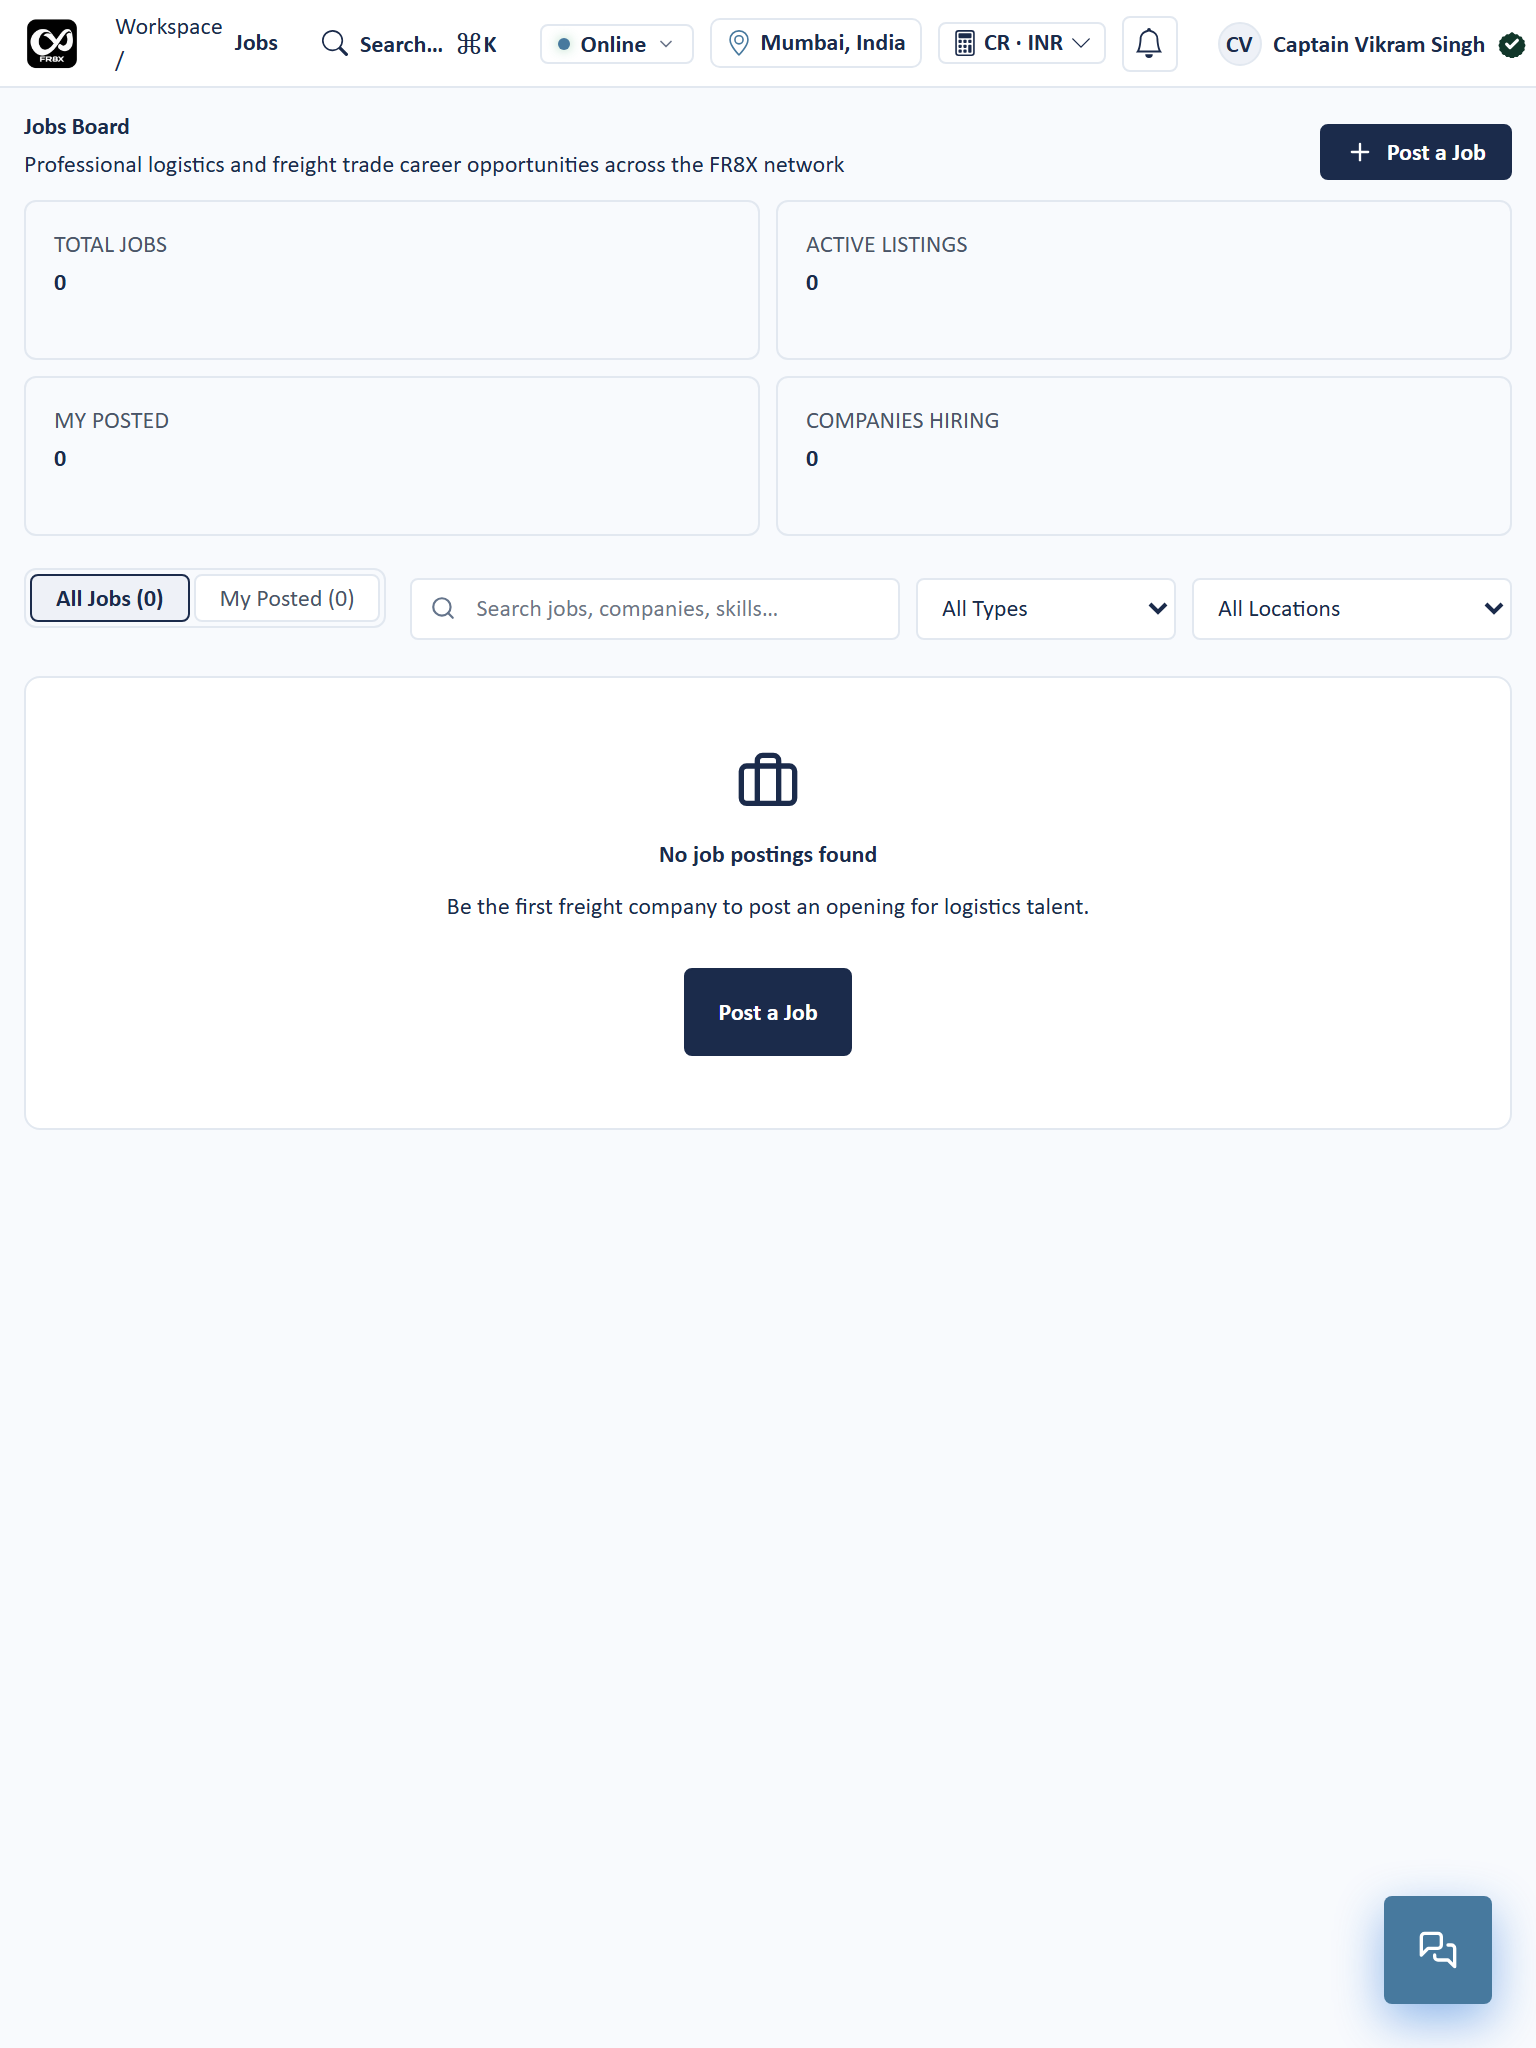 FR8X
Workspace
/
Jobs
Search... ⌘K
Online
Mumbai, India
CR · INR
CV
Captain Vikram Singh
Jobs Board
Professional logistics and freight trade career opportunities across the FR8X network
+ Post a Job
TOTAL JOBS
0
ACTIVE LISTINGS
0
MY POSTED
0
COMPANIES HIRING
0
All Jobs (0)
My Posted (0)
Search jobs, companies, skills...
All Types
All Locations
No job postings found
Be the first freight company to post an opening for logistics talent.
Post a Job